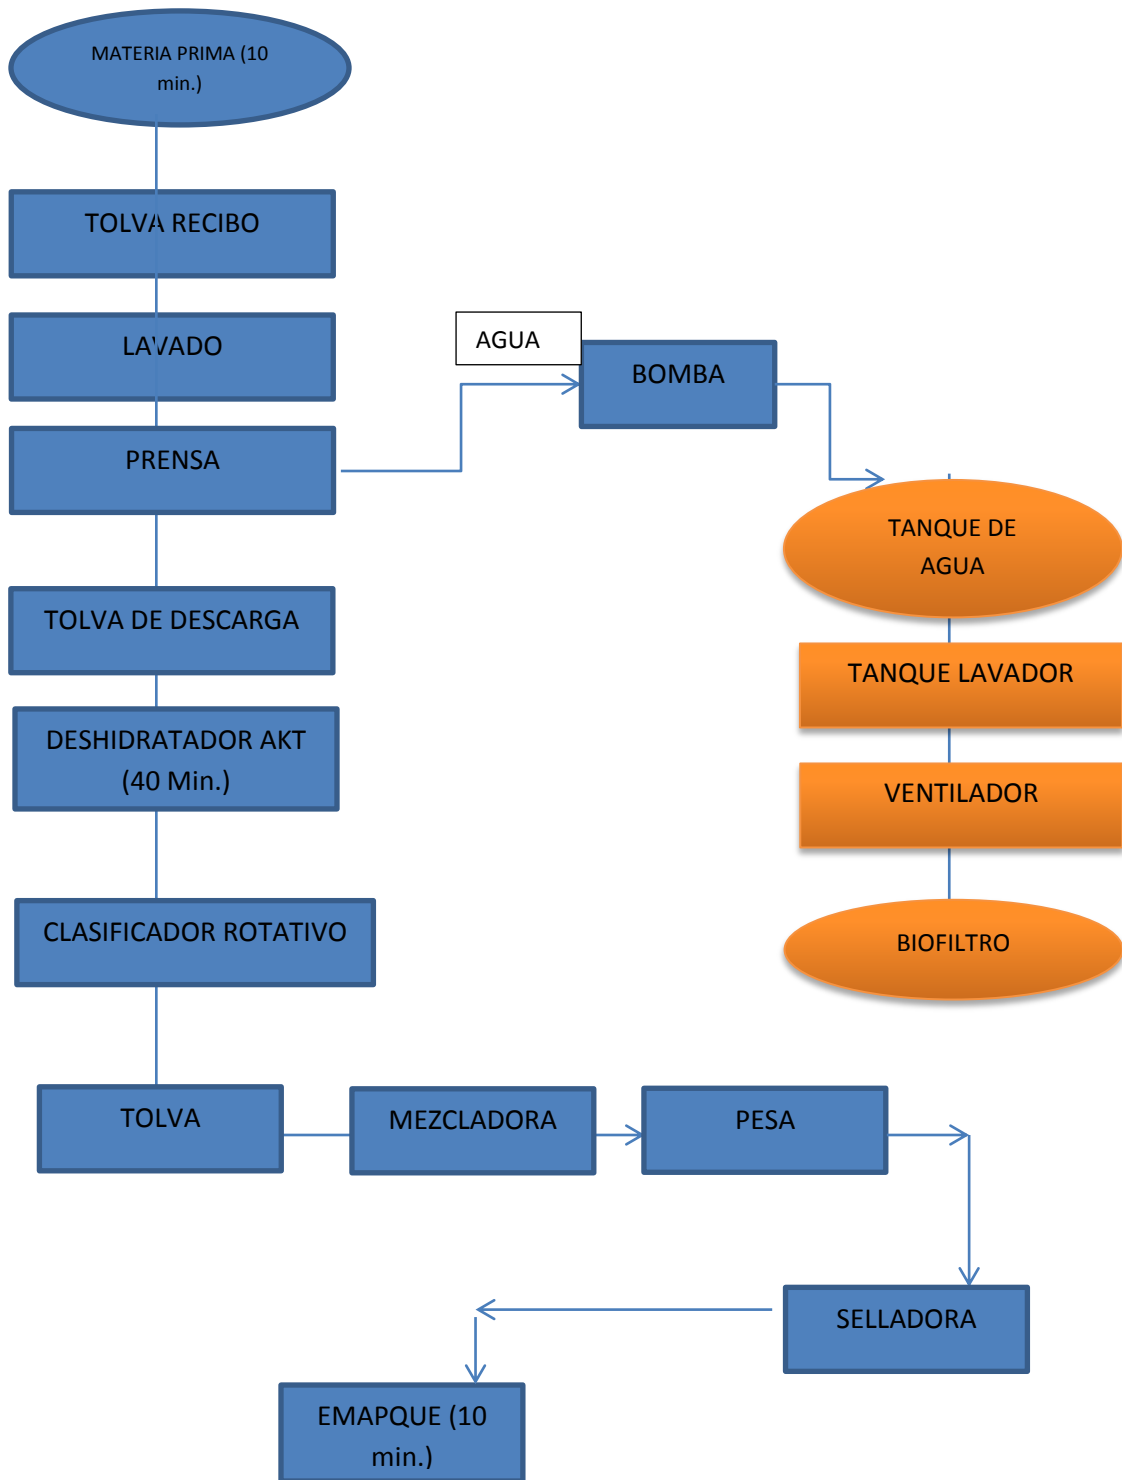 MATERIA PRIMA (10
min.)
TOLVA RECIBO
LAVADO
AGUA
BOMBA
PRENSA
TANQUE DE
AGUA
TOLVA DE DESCARGA
TANQUE LAVADOR
DESHIDRATADOR AKT
(40 Min.)
VENTILADOR
CLASIFICADOR ROTATIVO
BIOFILTRO
TOLVA
MEZCLADORA
PESA
SELLADORA
EMAPQUE (10
min.)